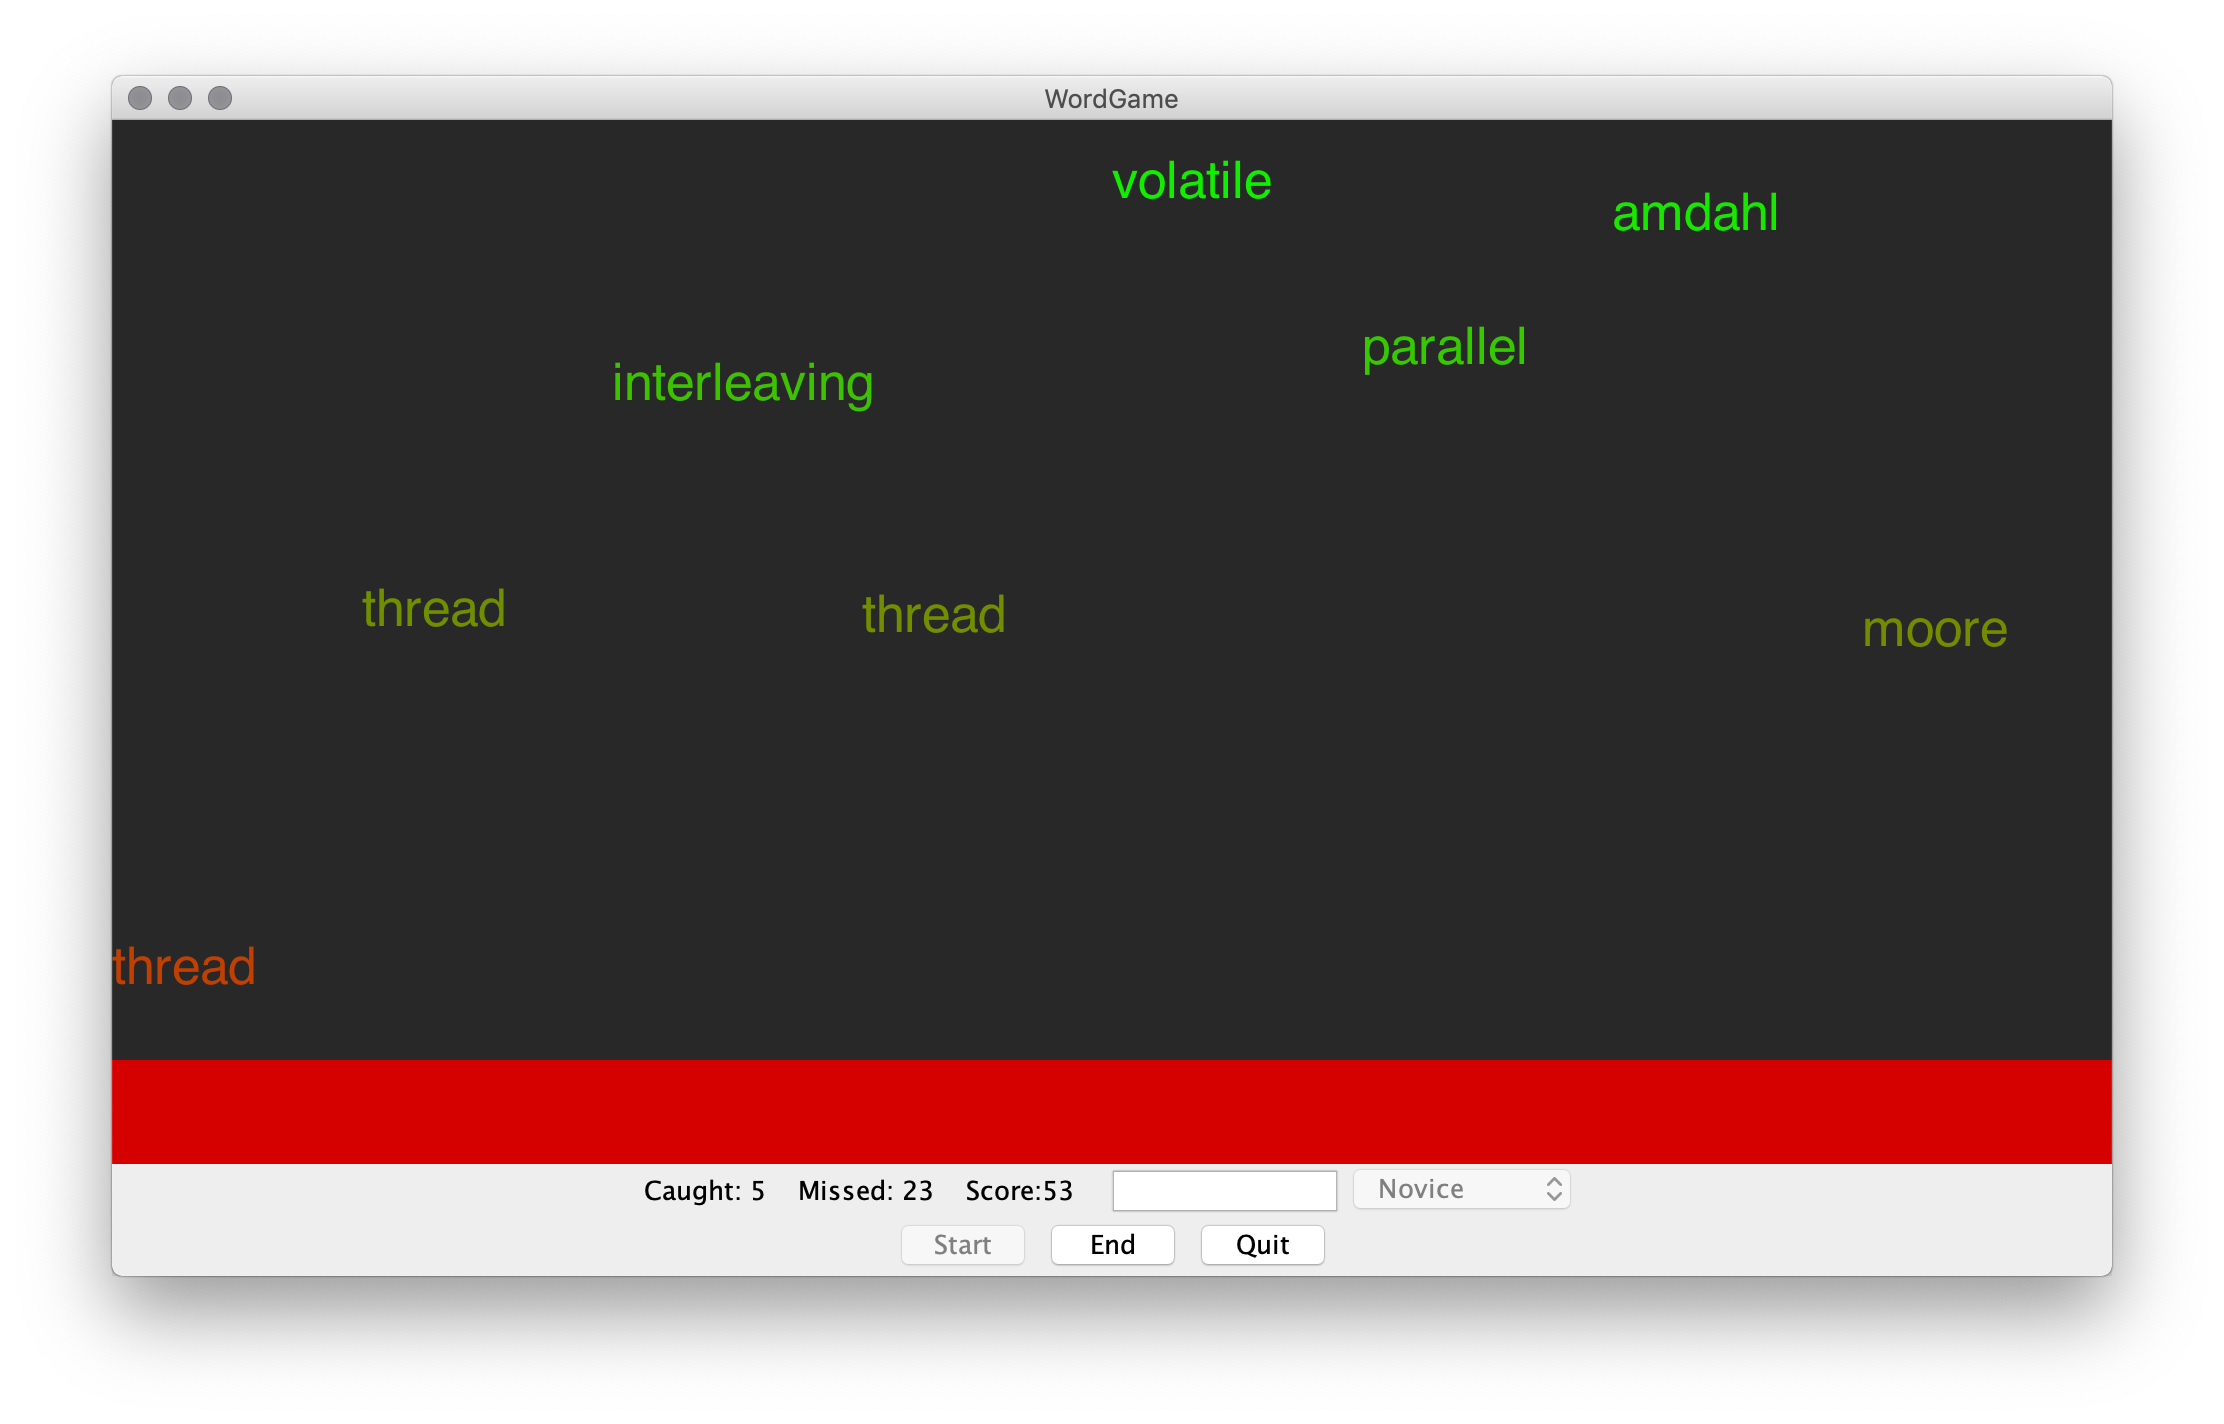 WordGame
volatile
amdahl
parallel
interleaving
thread thread moore
thread
Caught: 5 Missed: 23 Score:53 Novice
Start End Quit